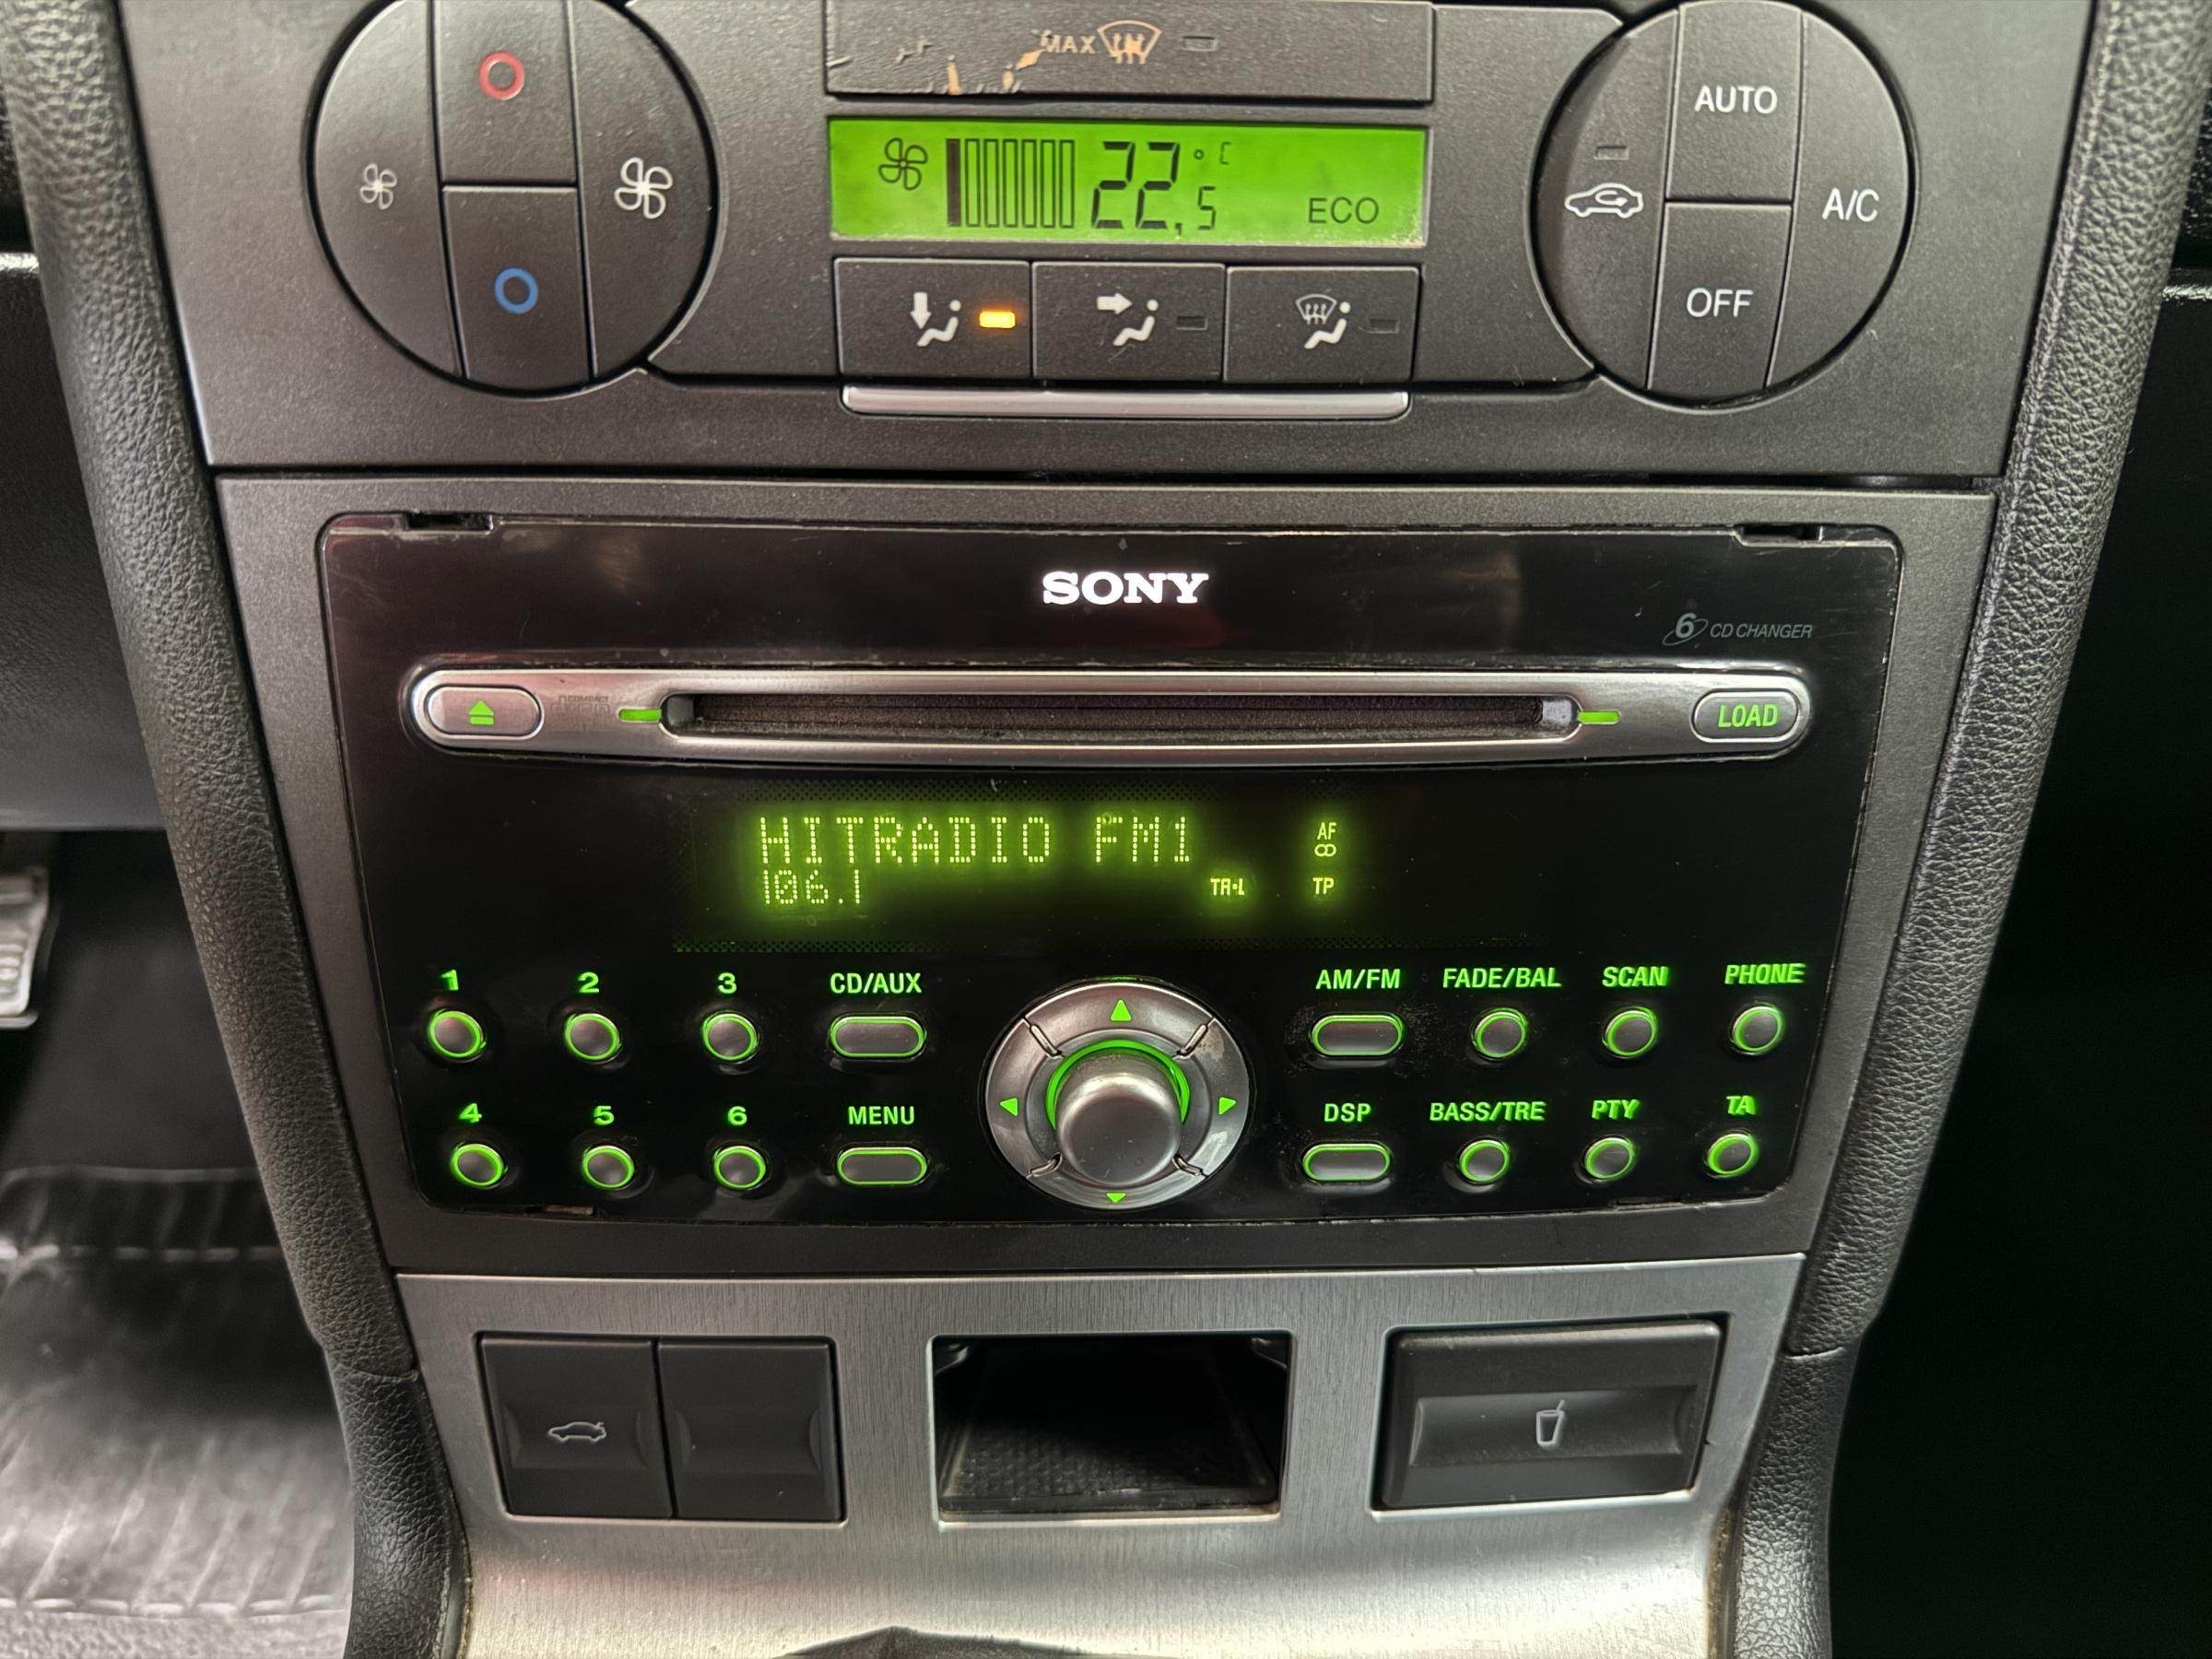 MAX
AUTO
22,5 °C
ECO
A/C
OFF
SONY
6 CD CHANGER
LOAD
HITRADIO FM1
AF
106.1
TP
1 2 3 CD/AUX AM/FM FADE/BAL SCAN PHONE
4 5 6 MENU DSP BASS/TRE PTY TA